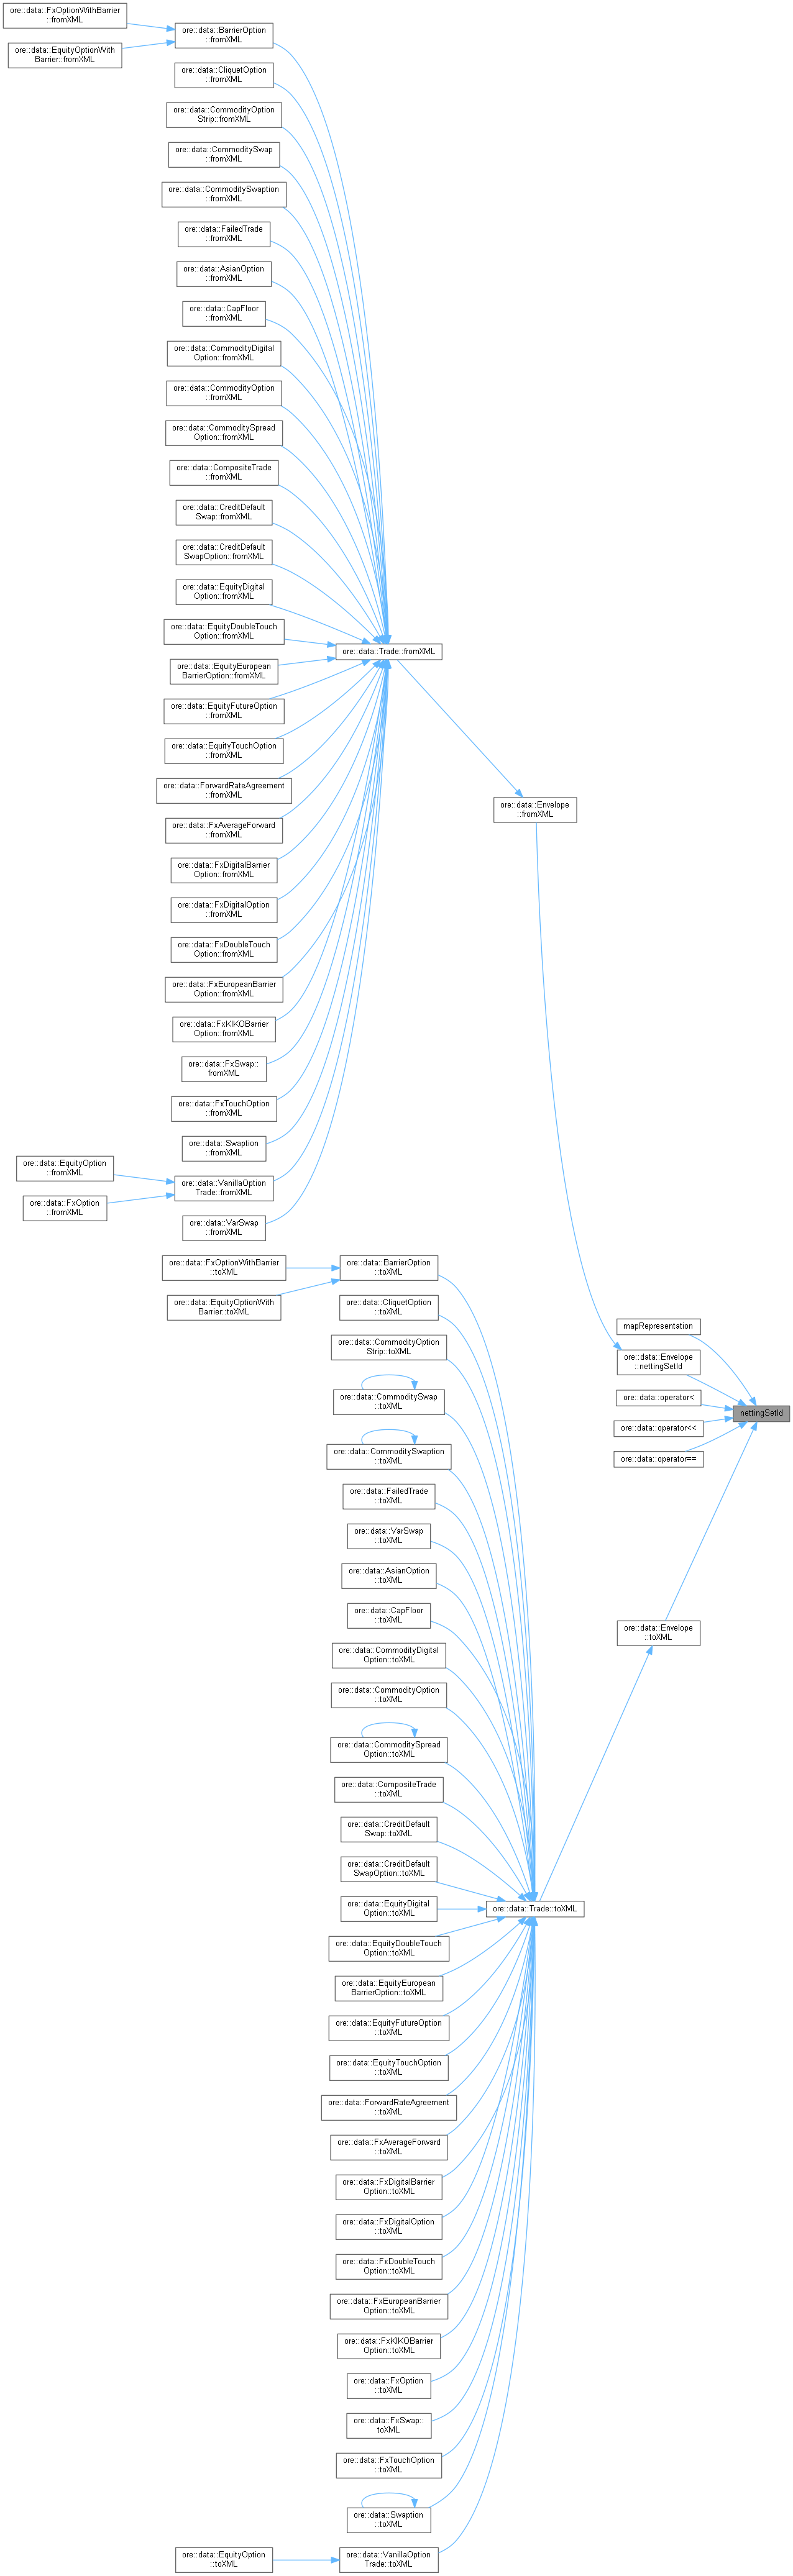 ore::data::FxOptionWithBarrier
::fromXML
ore::data::EquityOptionWith
Barrier::fromXML
ore::data::BarrierOption
::fromXML
ore::data::CliquetOption
::fromXML
ore::data::CommodityOption
Strip::fromXML
ore::data::CommoditySwap
::fromXML
ore::data::CommoditySwaption
::fromXML
ore::data::FailedTrade
::fromXML
ore::data::AsianOption
::fromXML
ore::data::CapFloor
::fromXML
ore::data::CommodityDigital
Option::fromXML
ore::data::CommodityOption
::fromXML
ore::data::CommoditySpread
Option::fromXML
ore::data::CompositeTrade
::fromXML
ore::data::CreditDefault
Swap::fromXML
ore::data::CreditDefault
SwapOption::fromXML
ore::data::EquityDigital
Option::fromXML
ore::data::EquityDoubleTouch
Option::fromXML
ore::data::Trade::fromXML
ore::data::EquityEuropean
BarrierOption::fromXML
ore::data::EquityFutureOption
::fromXML
ore::data::EquityTouchOption
::fromXML
ore::data::ForwardRateAgreement
::fromXML
ore::data::Envelope
::fromXML
ore::data::FxAverageForward
::fromXML
ore::data::FxDigitalBarrier
Option::fromXML
ore::data::FxDigitalOption
::fromXML
ore::data::FxDoubleTouch
Option::fromXML
ore::data::FxEuropeanBarrier
Option::fromXML
ore::data::FxKIKOBarrier
Option::fromXML
ore::data::FxSwap::
fromXML
ore::data::FxTouchOption
::fromXML
ore::data::Swaption
::fromXML
ore::data::EquityOption
::fromXML
ore::data::FxOption
::fromXML
ore::data::VanillaOption
Trade::fromXML
ore::data::VarSwap
::fromXML
ore::data::FxOptionWithBarrier
::toXML
ore::data::EquityOptionWith
Barrier::toXML
ore::data::BarrierOption
::toXML
ore::data::CliquetOption
::toXML
mapRepresentation
ore::data::CommodityOption
Strip::toXML
ore::data::Envelope
::nettingSetId
ore::data::CommoditySwap
::toXML
ore::data::operator<
nettingSetId
ore::data::operator<<
ore::data::CommoditySwaption
::toXML
ore::data::operator==
ore::data::FailedTrade
::toXML
ore::data::VarSwap
::toXML
ore::data::AsianOption
::toXML
ore::data::CapFloor
::toXML
ore::data::Envelope
::toXML
ore::data::CommodityDigital
Option::toXML
ore::data::CommodityOption
::toXML
ore::data::CommoditySpread
Option::toXML
ore::data::CompositeTrade
::toXML
ore::data::CreditDefault
Swap::toXML
ore::data::CreditDefault
SwapOption::toXML
ore::data::EquityDigital
Option::toXML
ore::data::Trade::toXML
ore::data::EquityDoubleTouch
Option::toXML
ore::data::EquityEuropean
BarrierOption::toXML
ore::data::EquityFutureOption
::toXML
ore::data::EquityTouchOption
::toXML
ore::data::ForwardRateAgreement
::toXML
ore::data::FxAverageForward
::toXML
ore::data::FxDigitalBarrier
Option::toXML
ore::data::FxDigitalOption
::toXML
ore::data::FxDoubleTouch
Option::toXML
ore::data::FxEuropeanBarrier
Option::toXML
ore::data::FxKIKOBarrier
Option::toXML
ore::data::FxOption
::toXML
ore::data::FxSwap::
toXML
ore::data::FxTouchOption
::toXML
ore::data::Swaption
::toXML
ore::data::EquityOption
::toXML
ore::data::VanillaOption
Trade::toXML